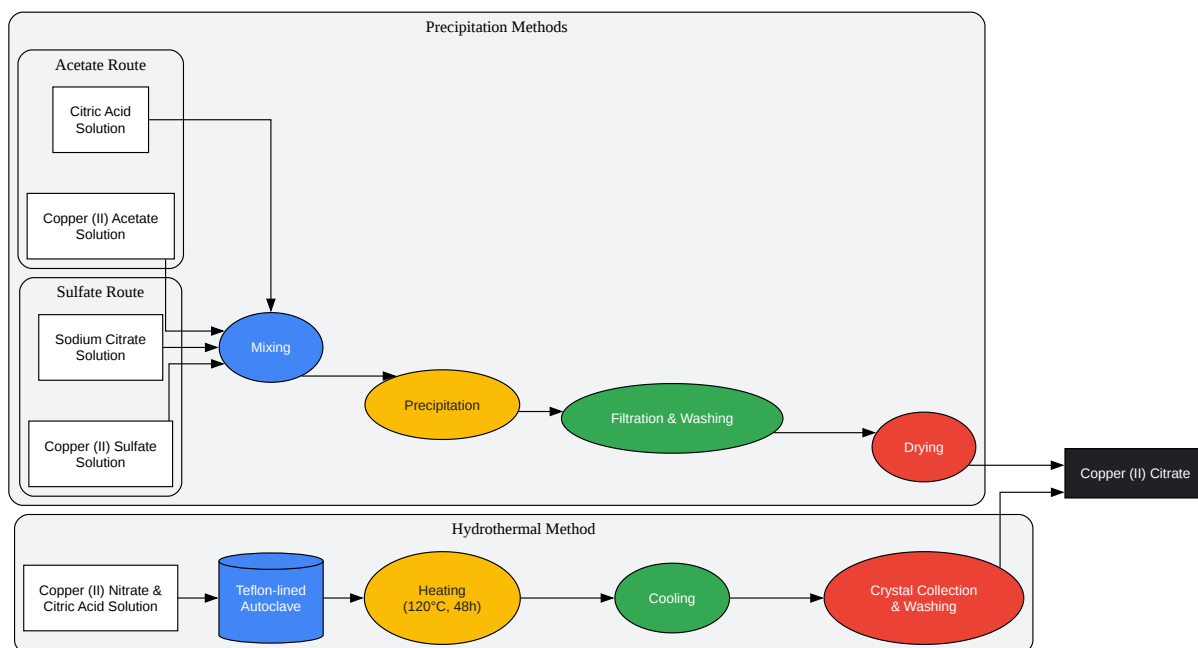 Precipitation Methods
Acetate Route
Citric Acid
Solution
Copper (II) Acetate
Solution
Sulfate Route
Sodium Citrate
Solution
Copper (II) Sulfate
Solution
Mixing
Precipitation
Filtration & Washing
Drying
Copper (II) Citrate
Hydrothermal Method
Copper (II) Nitrate &
Citric Acid Solution
Teflon-lined
Autoclave
Heating
(120°C, 48h)
Cooling
Crystal Collection
& Washing